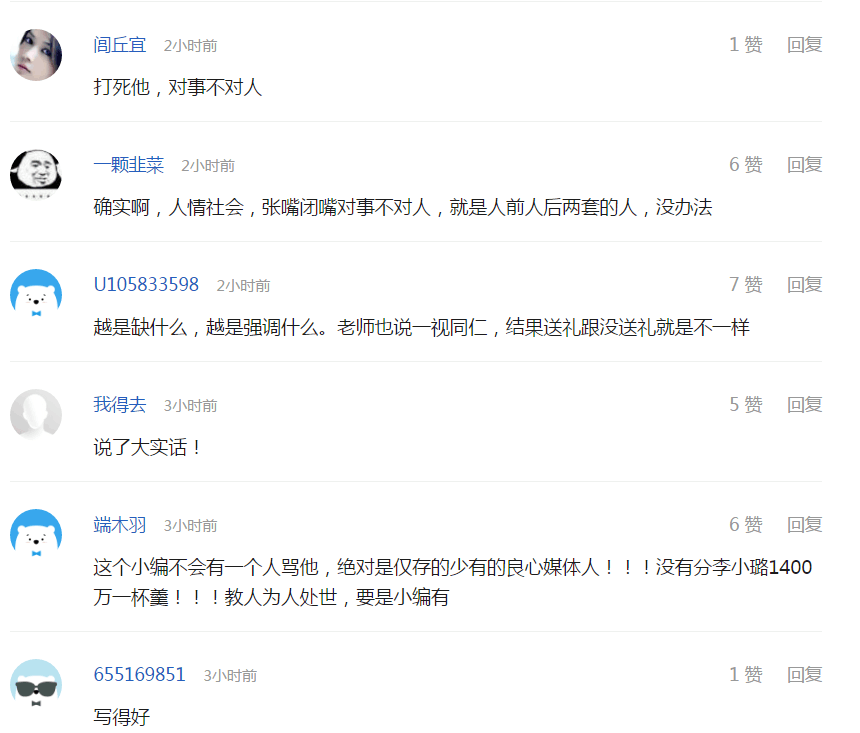 闾丘宜 2小时前 1 赞 回复
打死他，对事不对人
一颗韭菜 2小时前 6 赞 回复
确实啊，人情社会，张嘴闭嘴对事不对人，就是人前人后两套的人，没办法
U105833598 2小时前 7 赞 回复
越是缺什么，越是强调什么。老师也说一视同仁，结果送礼跟没送礼就是不一样
我得去 3小时前 5 赞 回复
说了大实话！
端木羽 3小时前 6 赞 回复
这个小编不会有一个人骂他，绝对是仅存的少有的良心媒体人！！！没有分李小璐1400
万一杯羹！！！教人为人处世，要是小编有
655169851 3小时前 1 赞 回复
写得好